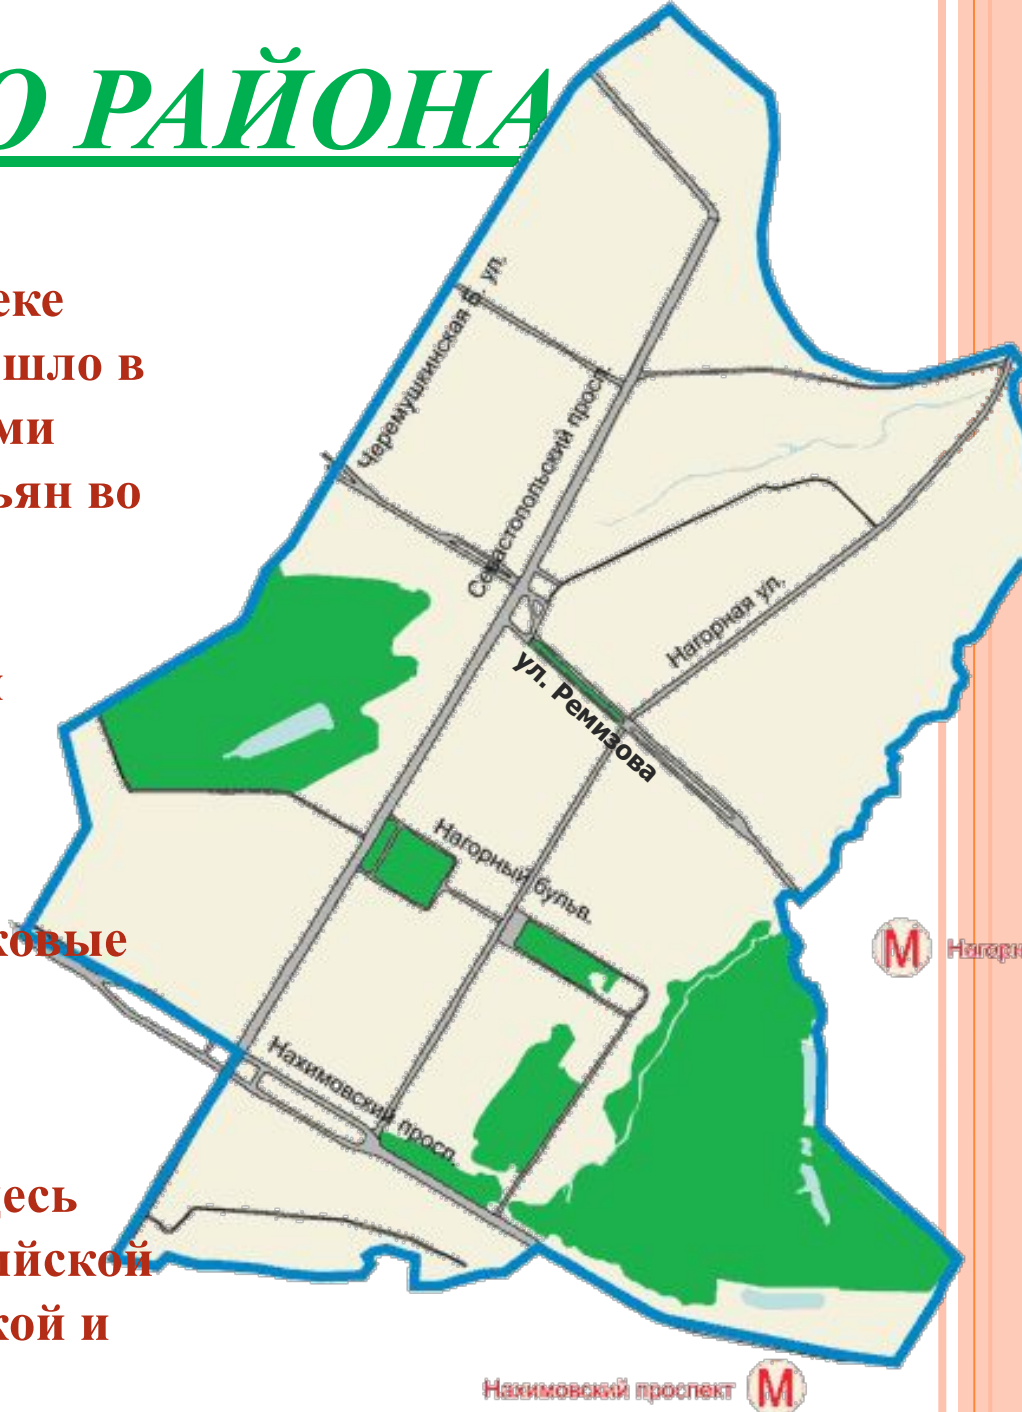 О РАЙОНА
еке
шло в
ми
ьян во
ковые
десь
ийской
кой и
Черемушкинская Б. ул.
Севастопольский просп.
Нагорная ул.
ул. Ремизова
Нагорный бульв.
Нахимовский просп.
М Нагорн
Нахимовский проспект М